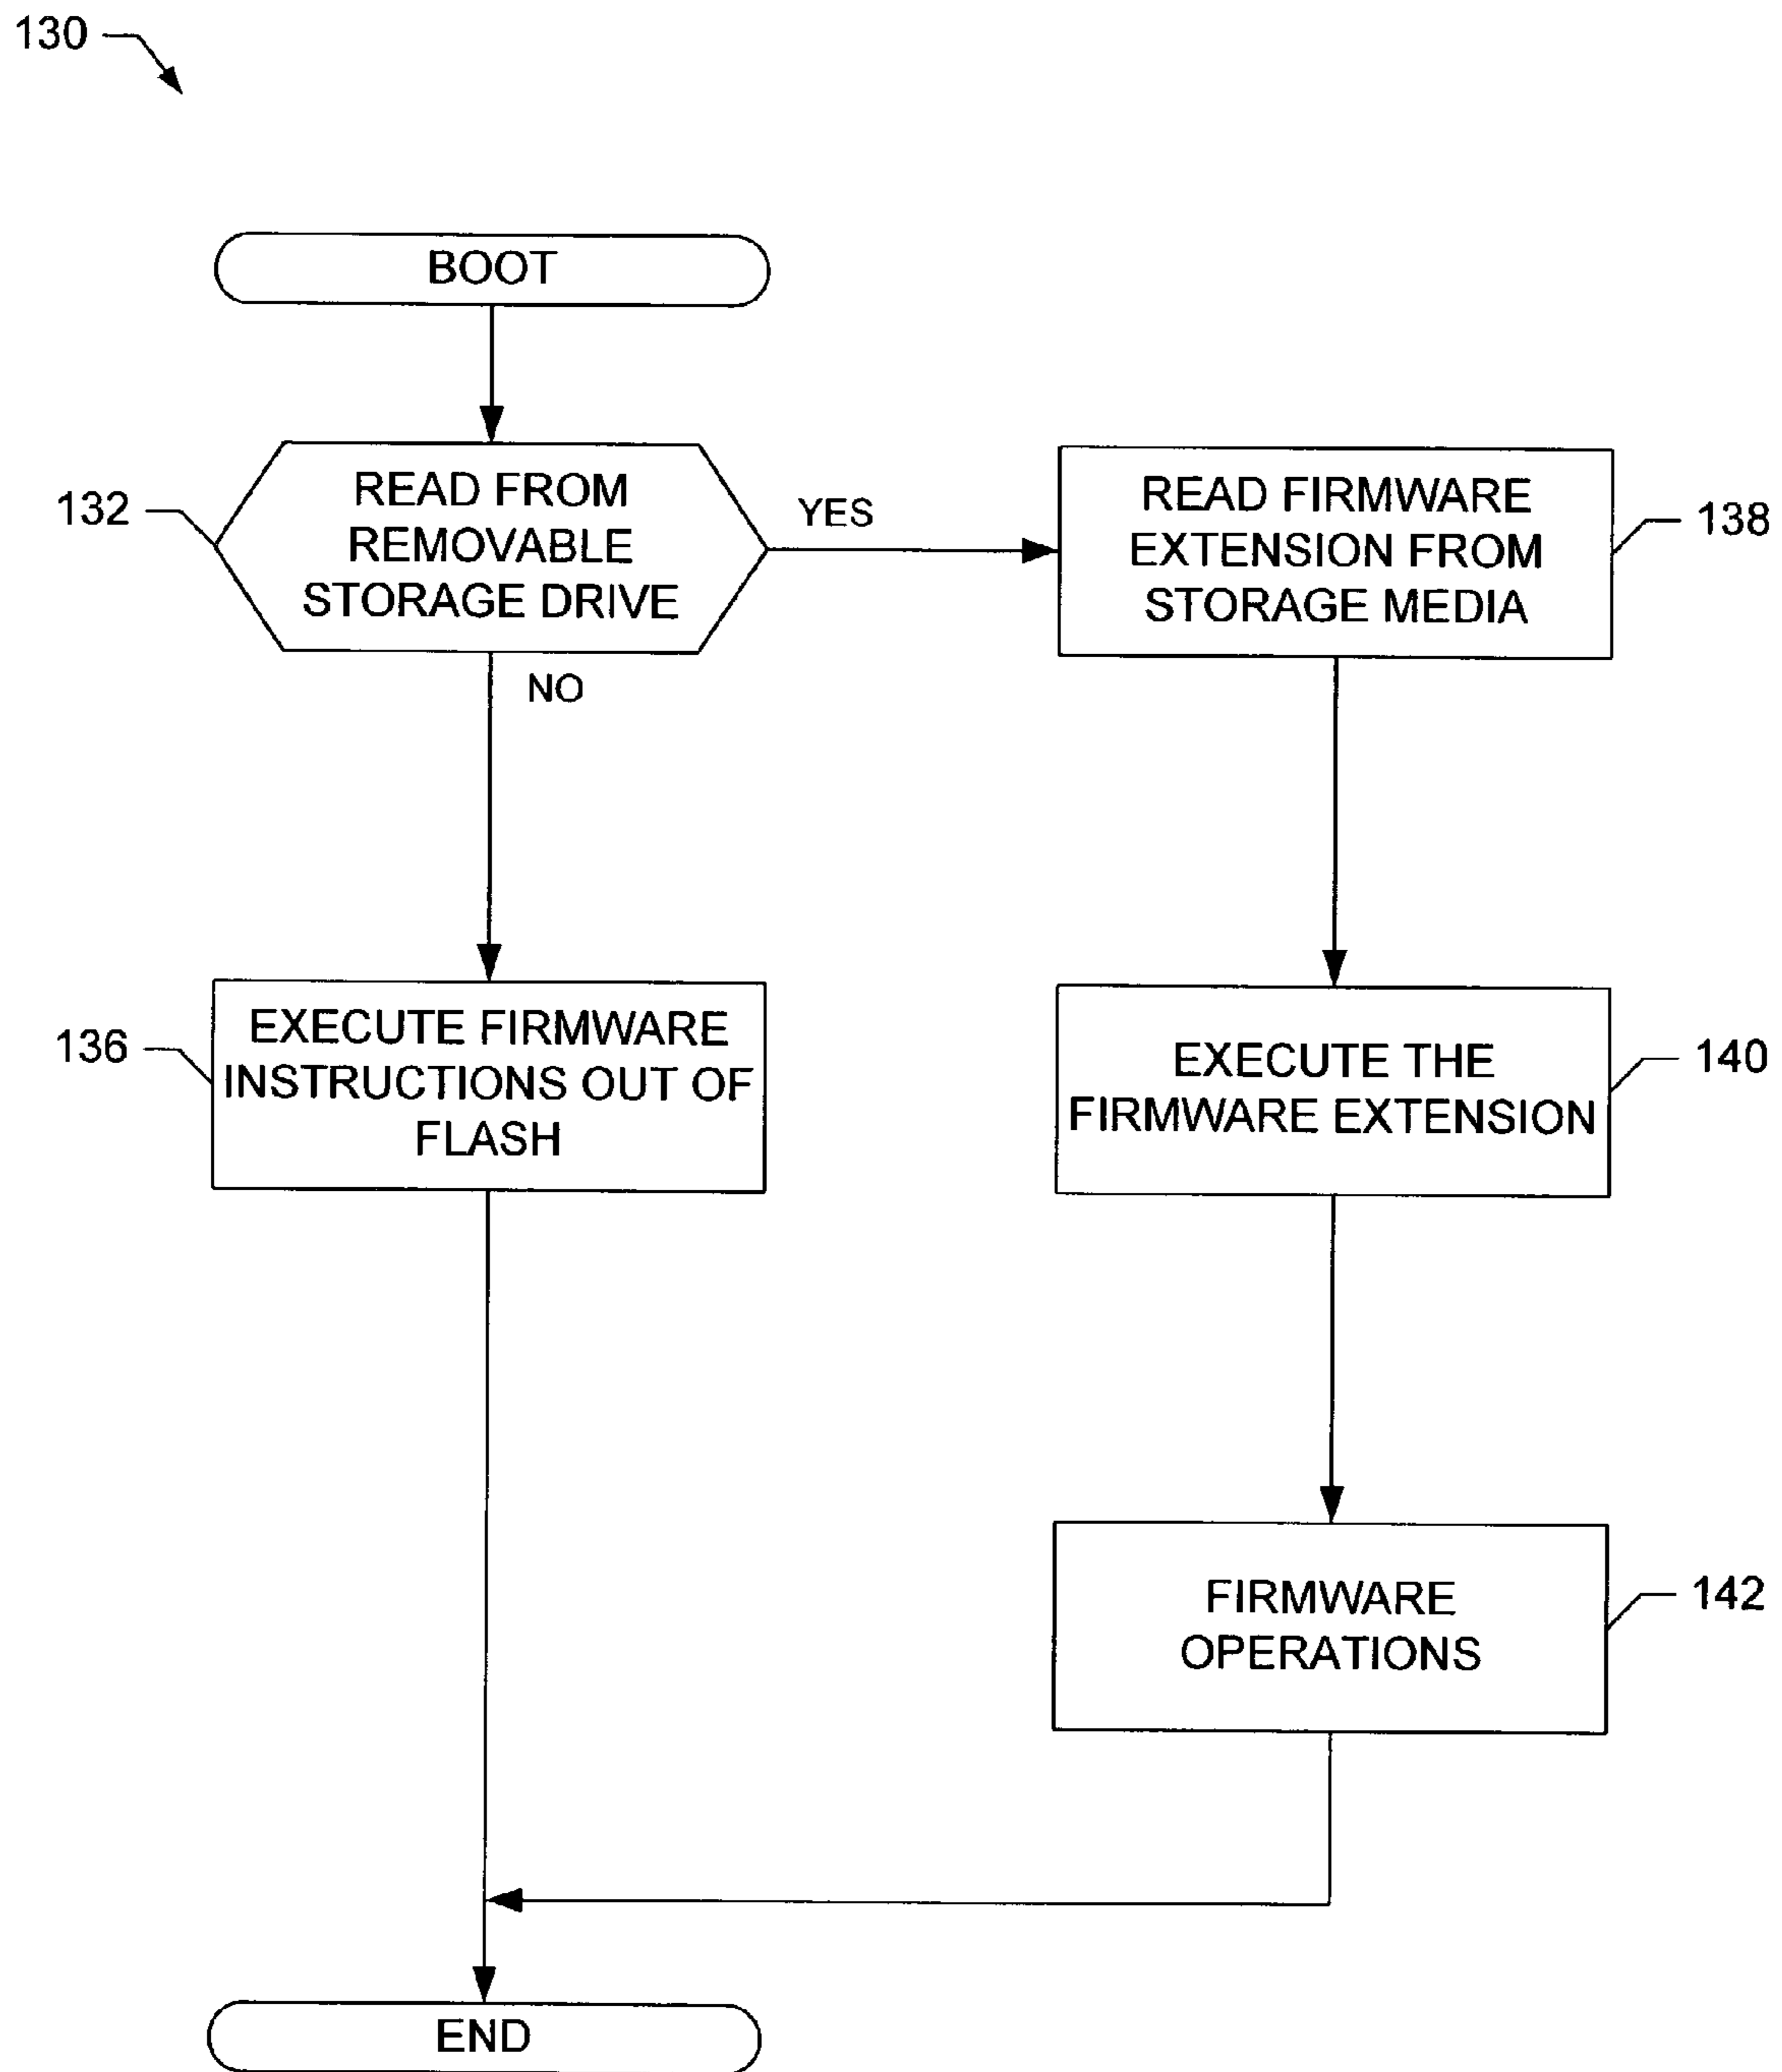 130
BOOT
132
READ FROM
REMOVABLE
STORAGE DRIVE
YES
NO
READ FIRMWARE
EXTENSION FROM
STORAGE MEDIA
138
136
EXECUTE FIRMWARE
INSTRUCTIONS OUT OF
FLASH
EXECUTE THE
FIRMWARE EXTENSION
140
FIRMWARE
OPERATIONS
142
END